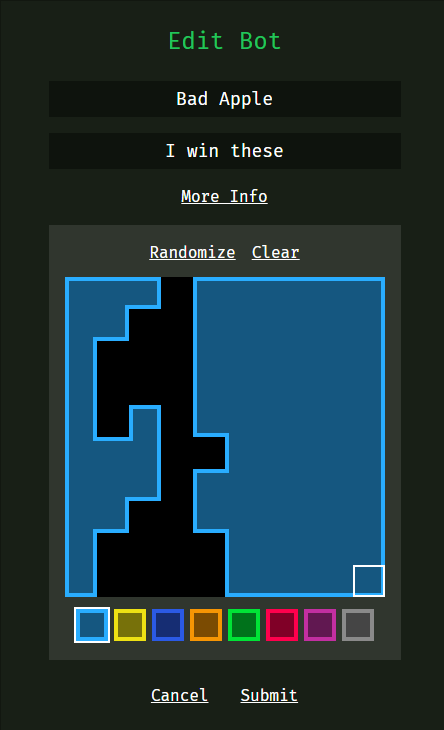 Edit Bot
Bad Apple
I win these
More Info
Randomize Clear
Cancel Submit